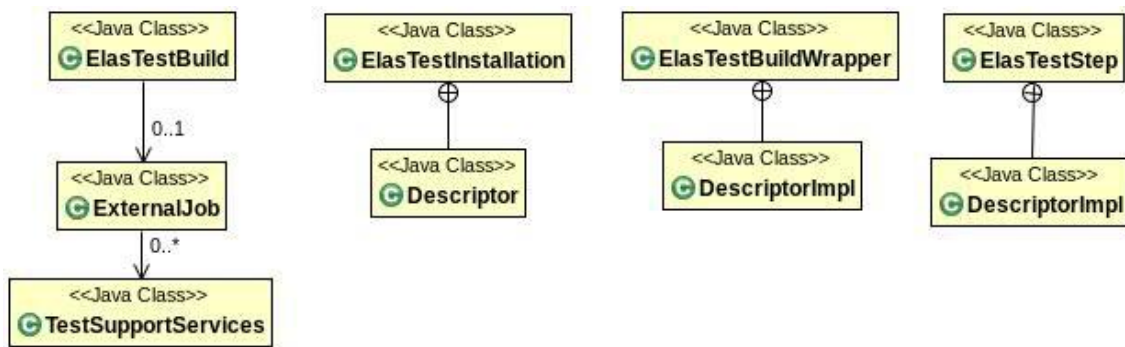 <<Java Class>>
ElasTestBuild
0..1
<<Java Class>>
ExternalJob
0..*
<<Java Class>>
TestSupportServices
<<Java Class>>
ElasTestInstallation
<<Java Class>>
Descriptor
<<Java Class>>
ElasTestBuildWrapper
<<Java Class>>
DescriptorImpl
<<Java Class>>
ElasTestStep
<<Java Class>>
DescriptorImpl